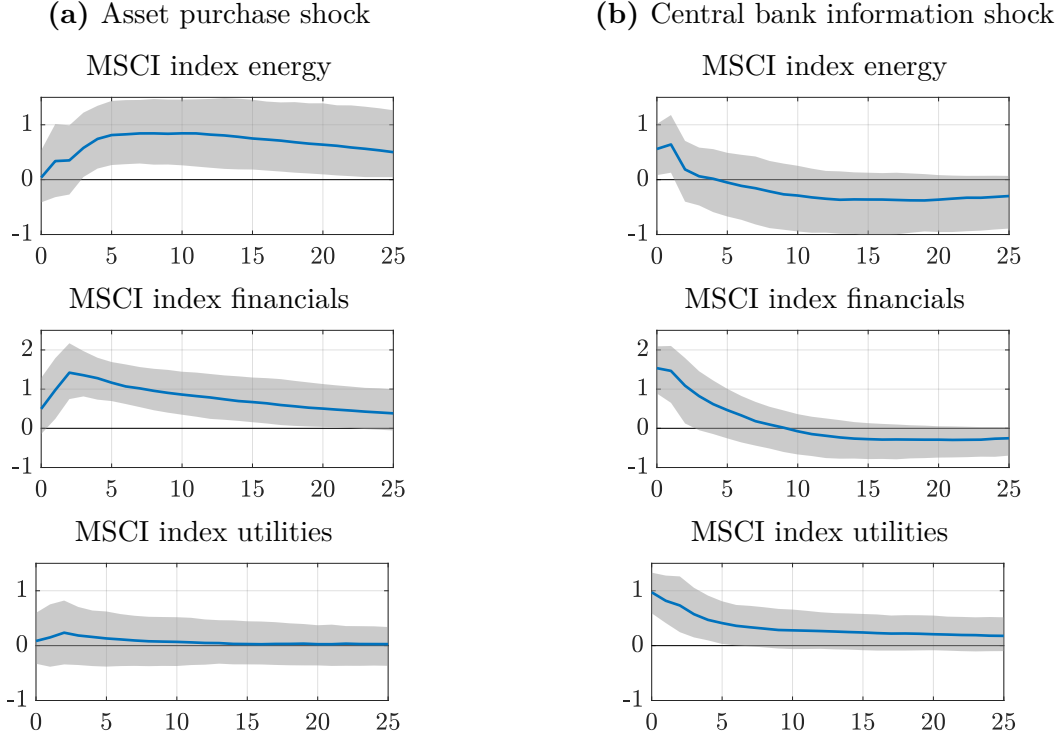 (a) Asset purchase shock
MSCI index energy
1
0
-1
0 5 10 15 20 25
MSCI index financials
2
1
0
-1
0 5 10 15 20 25
MSCI index utilities
1
0
-1
0 5 10 15 20 25
(b) Central bank information shock
MSCI index energy
1
0
-1
0 5 10 15 20 25
MSCI index financials
2
1
0
-1
0 5 10 15 20 25
MSCI index utilities
1
0
-1
0 5 10 15 20 25